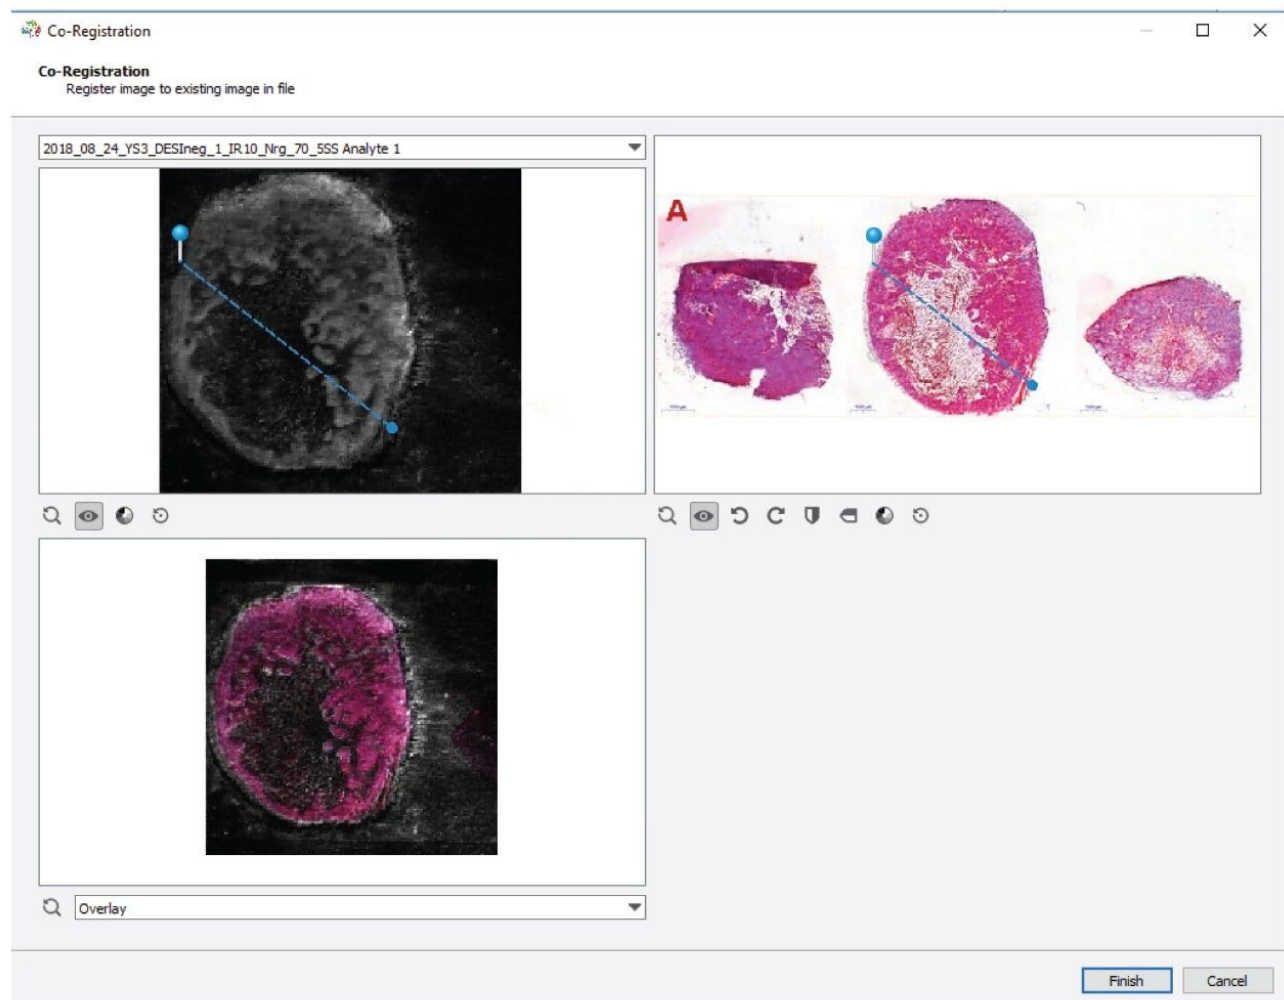 Co-Registration
Co-Registration
Register image to existing image in file
2018_08_24_YS3_DESIneg_1_IR10_Nrg_70_5SS Analyte 1
A
Overlay
Finish
Cancel